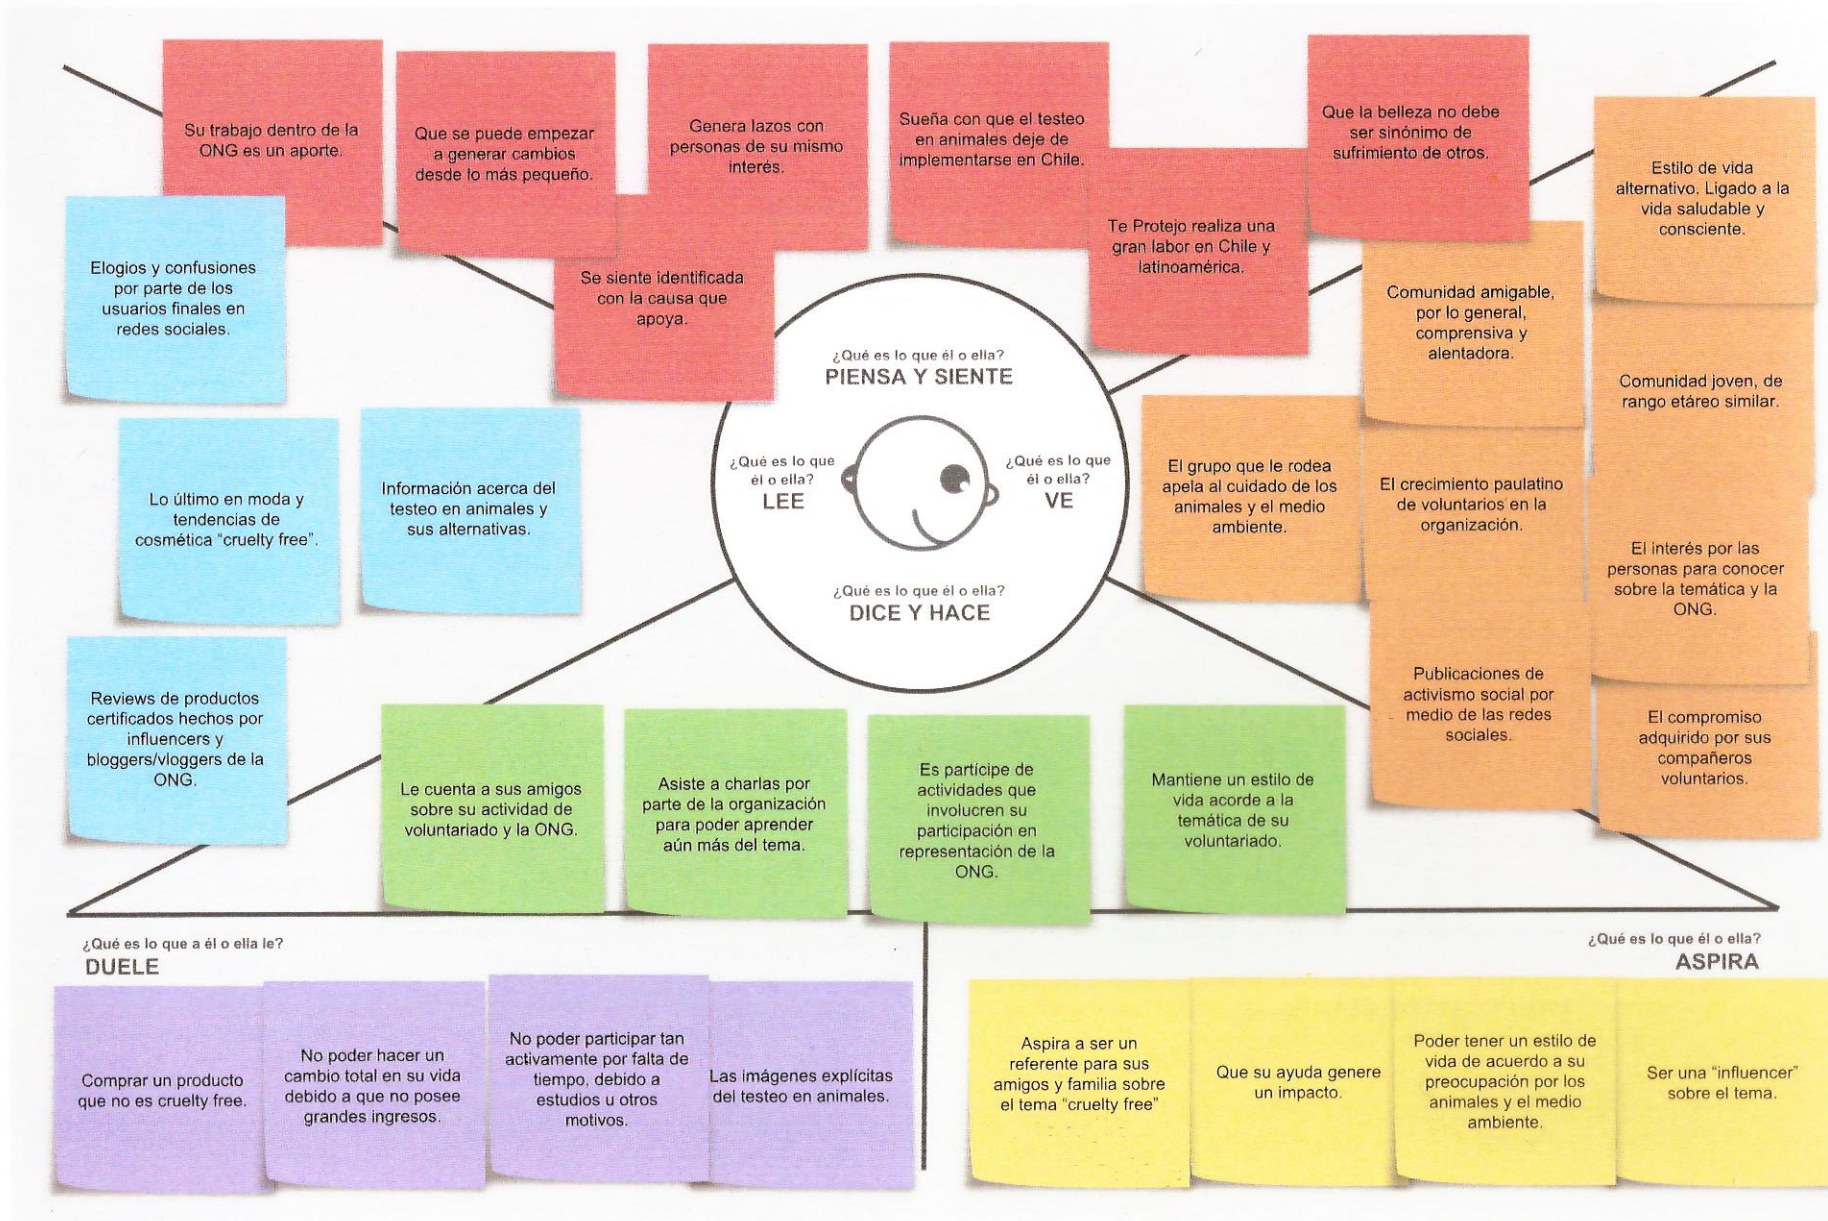 Su trabajo dentro de la
ONG es un aporte.
Que se puede empezar
a generar cambios
desde lo más pequeño.
Genera lazos con
personas de su mismo
interés.
Sueña con que el testeo
en animales deje de
implementarse en Chile.
Que la belleza no debe
ser sinónimo de
sufrimiento de otros.
Se siente identificada
con la causa que
apoya.
Te Protejo realiza una
gran labor en Chile y
latinoamérica.
Elogios y confusiones
por parte de los
usuarios finales en
redes sociales.
Lo último en moda y
tendencias de
cosmética “cruelty free”.
Información acerca del
testeo en animales y
sus alternativas.
Reviews de productos
certificados hechos por
influencers y
bloggers/vloggers de la
ONG.
¿Qué es lo que él o ella?
PIENSA Y SIENTE
¿Qué es lo que
él o ella?
LEE
¿Qué es lo que
él o ella?
VE
¿Qué es lo que él o ella?
DICE Y HACE
Estilo de vida
alternativo. Ligado a la
vida saludable y
consciente.
Comunidad amigable,
por lo general,
comprensiva y
alentadora.
Comunidad joven, de
rango etáreo similar.
El grupo que le rodea
apela al cuidado de los
animales y el medio
ambiente.
El crecimiento paulatino
de voluntarios en la
organización.
El interés por las
personas para conocer
sobre la temática y la
ONG.
Publicaciones de
activismo social por
medio de las redes
sociales.
El compromiso
adquirido por sus
compañeros
voluntarios.
Le cuenta a sus amigos
sobre su actividad de
voluntariado y la ONG.
Asiste a charlas por
parte de la organización
para poder aprender
aún más del tema.
Es partícipe de
actividades que
involucren su
participación en
representación de la
ONG.
Mantiene un estilo de
vida acorde a la
temática de su
voluntariado.
¿Qué es lo que a él o ella le?
DUELE
Comprar un producto
que no es cruelty free.
No poder hacer un
cambio total en su vida
debido a que no posee
grandes ingresos.
No poder participar tan
activamente por falta de
tiempo, debido a
estudios u otros
motivos.
Las imágenes explícitas
del testeo en animales.
¿Qué es lo que él o ella?
ASPIRA
Aspira a ser un
referente para sus
amigos y familia sobre
el tema “cruelty free”
Que su ayuda genere
un impacto.
Poder tener un estilo de
vida de acuerdo a su
preocupación por los
animales y el medio
ambiente.
Ser una “influencer”
sobre el tema.